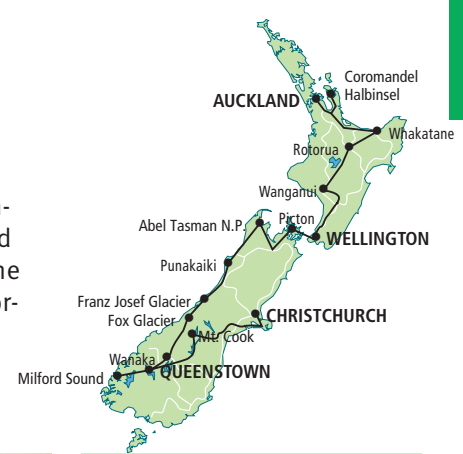 Coromandel
Halbinsel
AUCKLAND
Whakatane
Rotorua
Wanganui
Abel Tasman N.P.
Picton
WELLINGTON
Punakaiki
Franz Josef Glacier
Fox Glacier
CHRISTCHURCH
Mt. Cook
Wanaka
QUEENSTOWN
Milford Sound